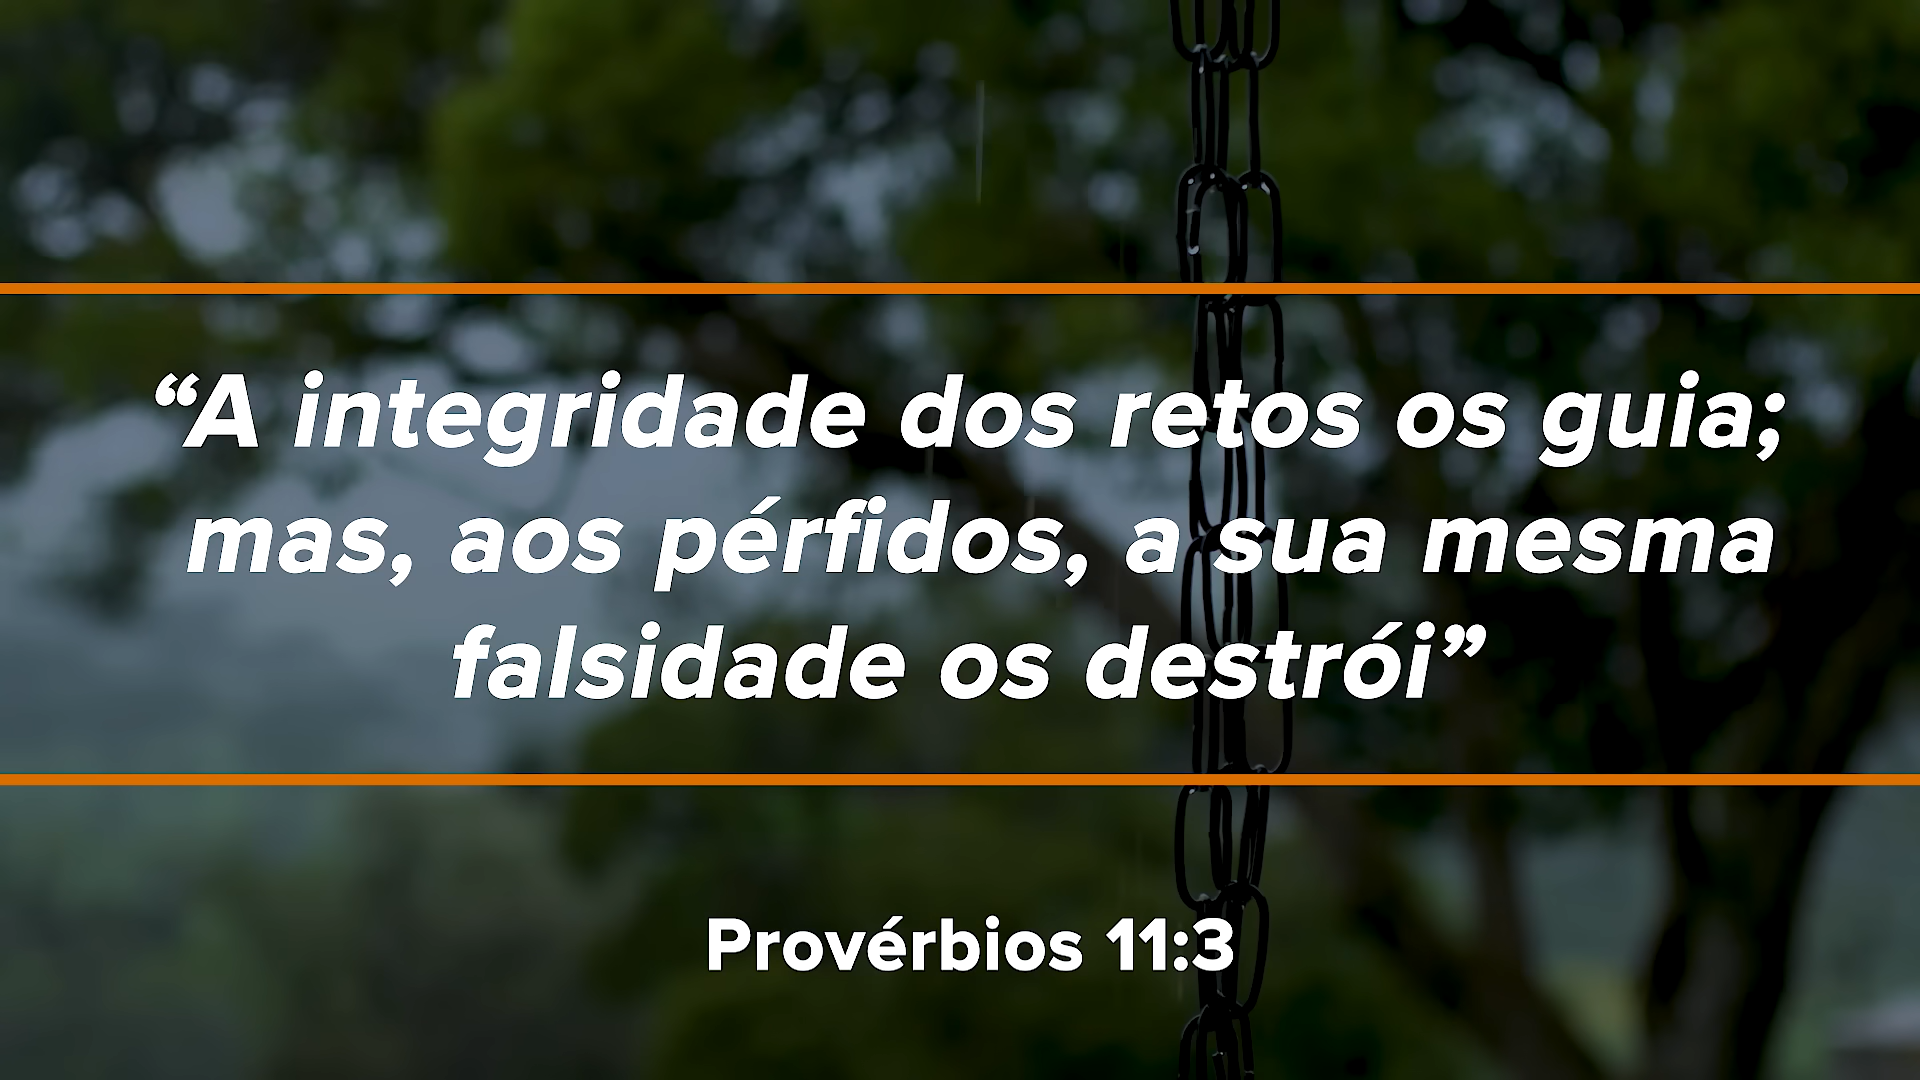 “A integridade dos retos os guia;
mas, aos pérfidos, a sua mesma
falsidade os destrói”
Provérbios 11:3